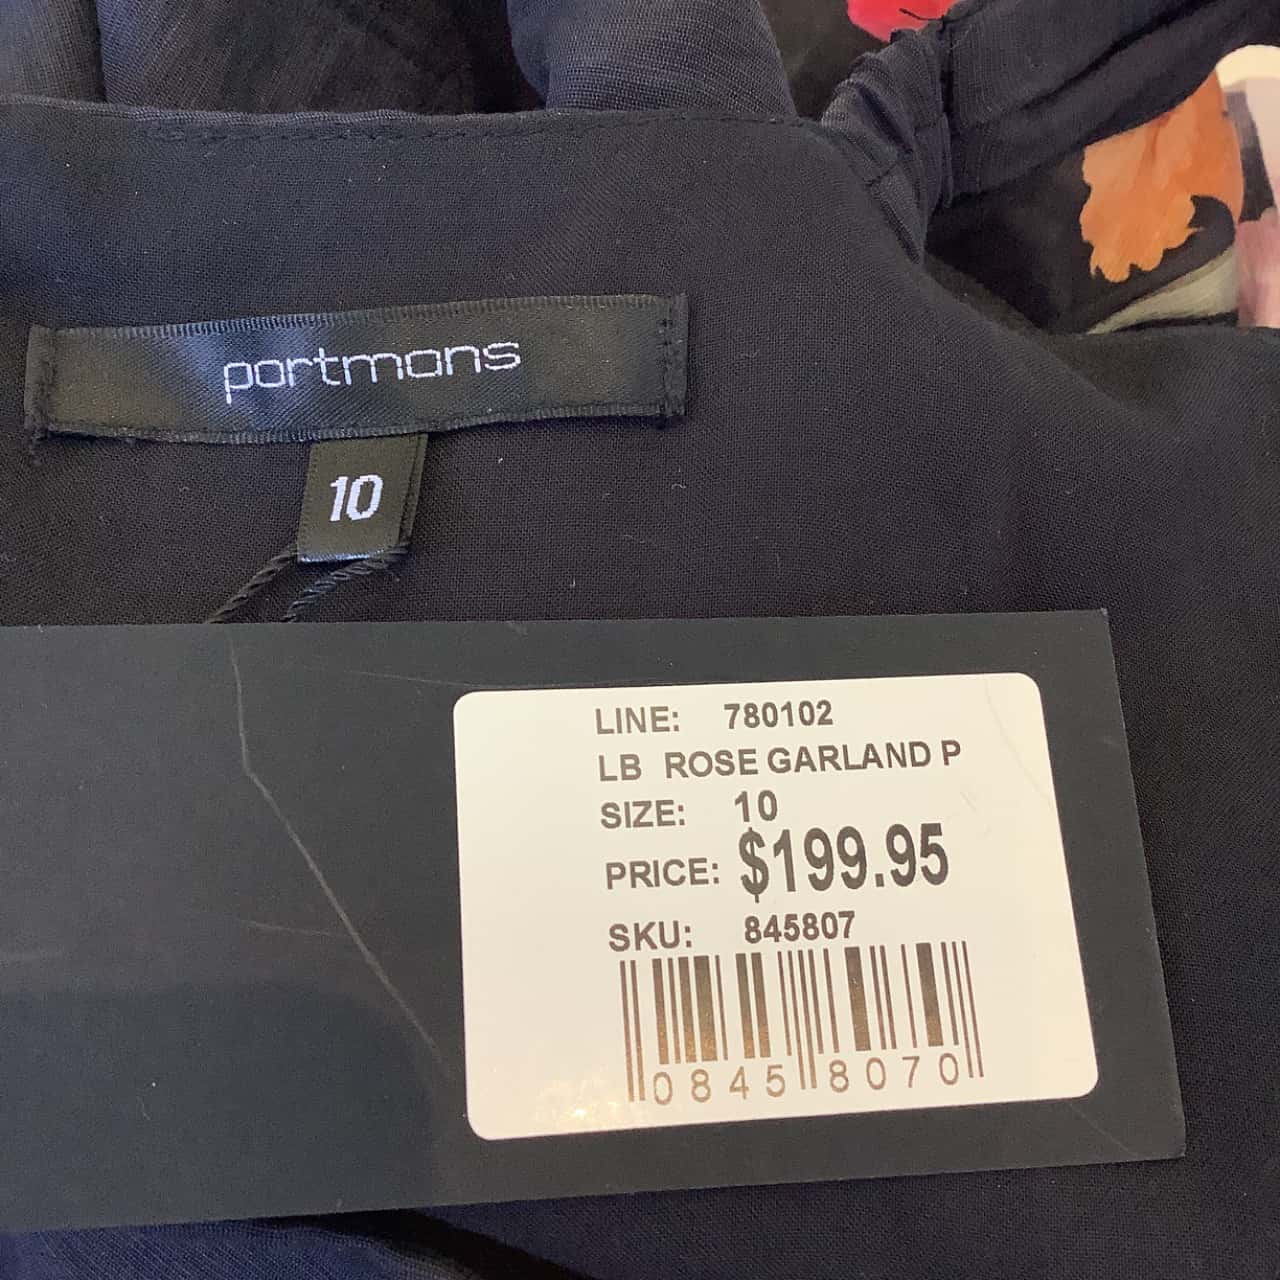 portmans
10
LINE: 780102
LB ROSE GARLAND P
SIZE: 10
PRICE: $199.95
SKU: 845807
0845 8070